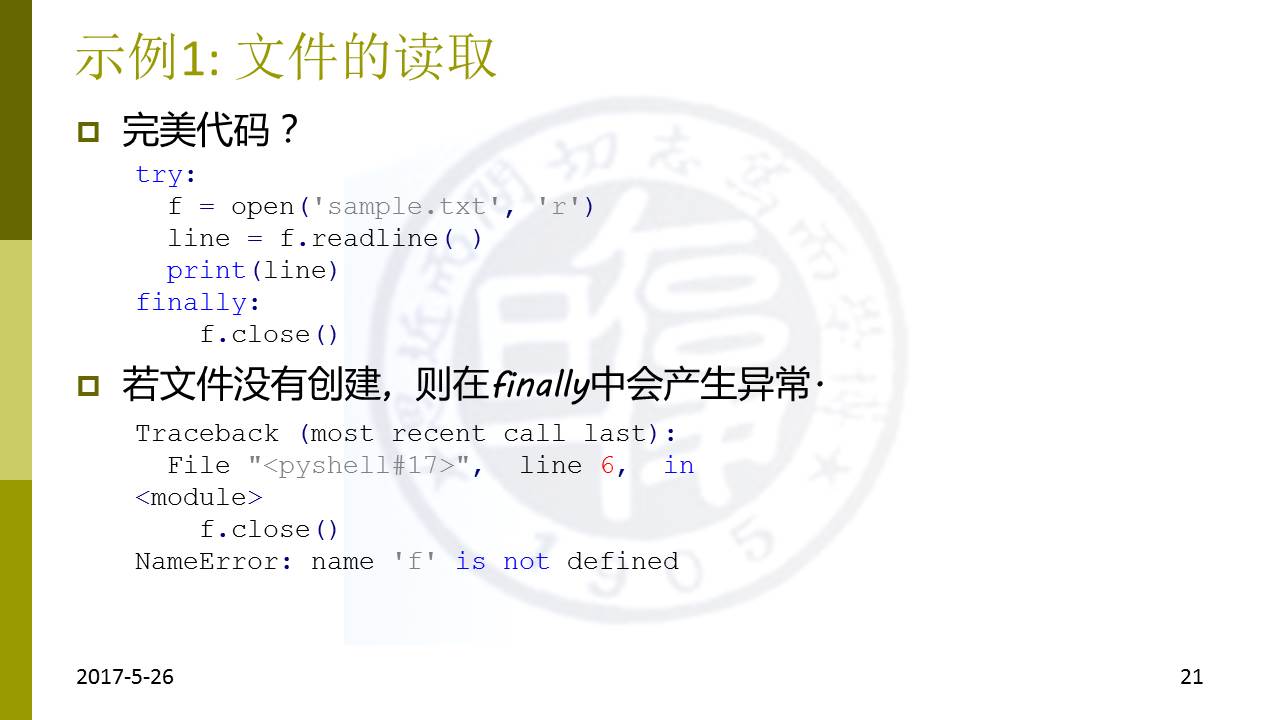 示例1: 文件的读取
完美代码？
try:
  f = open('sample.txt', 'r')
  line = f.readline( )
  print(line)
finally:
    f.close()
若文件没有创建，则在finally中会产生异常·
Traceback (most recent call last):
  File "<pyshell#17>",  line 6,  in
<module>
    f.close()
NameError: name 'f' is not defined
2017-5-26
21
1905